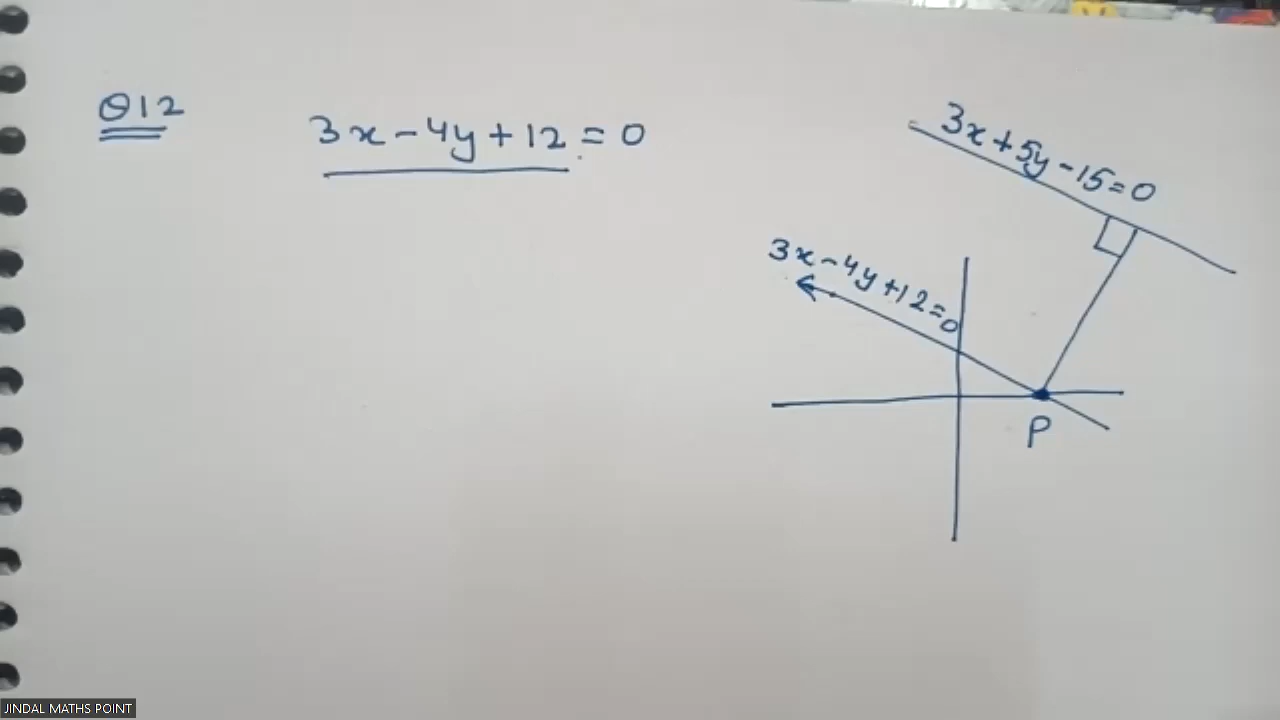 Q12
3x-4y+12=0
3x+5y-15=0
3x-4y+12=0
P
JINDAL MATHS POINT